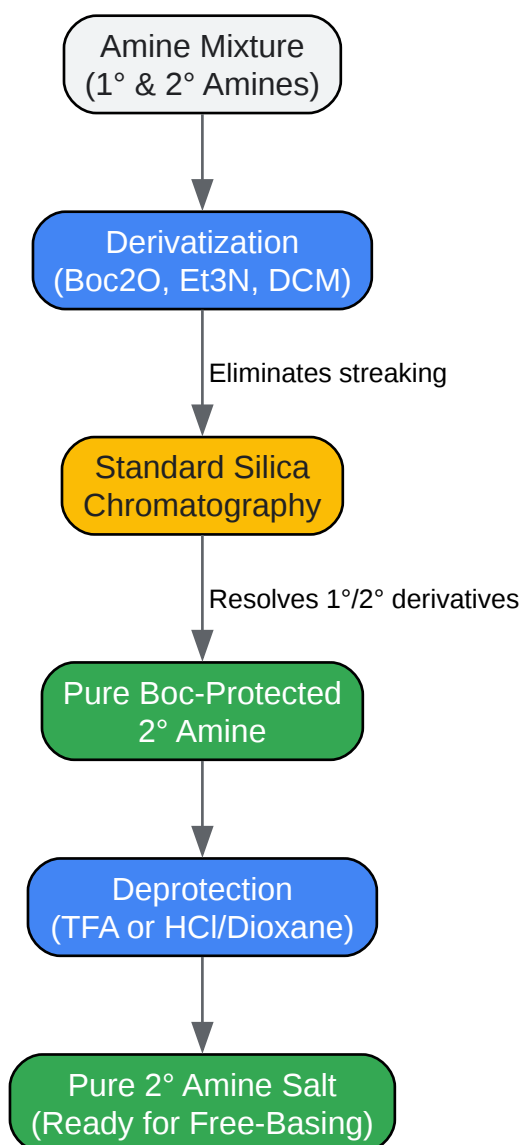 Amine Mixture
(1° & 2° Amines)
Derivatization
(Boc2O, Et3N, DCM)
Eliminates streaking
Standard Silica
Chromatography
Resolves 1°/2° derivatives
Pure Boc-Protected
2° Amine
Deprotection
(TFA or HCl/Dioxane)
Pure 2° Amine Salt
(Ready for Free-Basing)